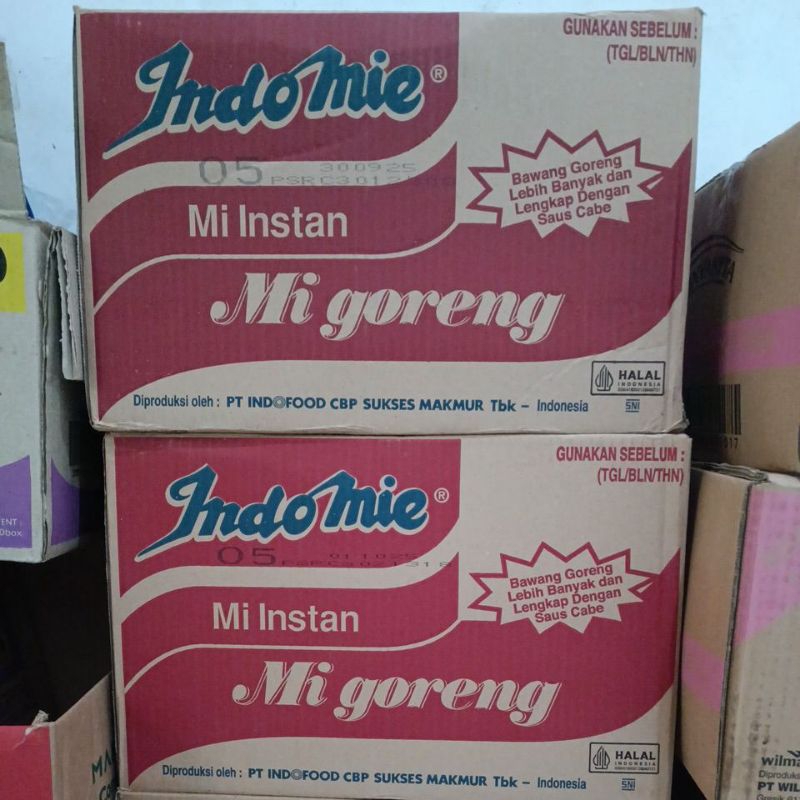 Indomie®
GUNAKAN SEBELUM :
(TGL/BLN/THN)
05
300925
Mi Instan
Bawang Goreng
Lebih Banyak dan
Lengkap Dengan
Saus Cabe
Mi goreng
HALAL
INDONESIA
Diproduksi oleh : PT INDOFOOD CBP SUKSES MAKMUR Tbk – Indonesia
SNI
Indomie®
GUNAKAN SEBELUM :
(TGL/BLN/THN)
05
011025
Mi Instan
Bawang Goreng
Lebih Banyak dan
Lengkap Dengan
Saus Cabe
Mi goreng
HALAL
INDONESIA
Diproduksi oleh : PT INDOFOOD CBP SUKSES MAKMUR Tbk – Indonesia
SNI